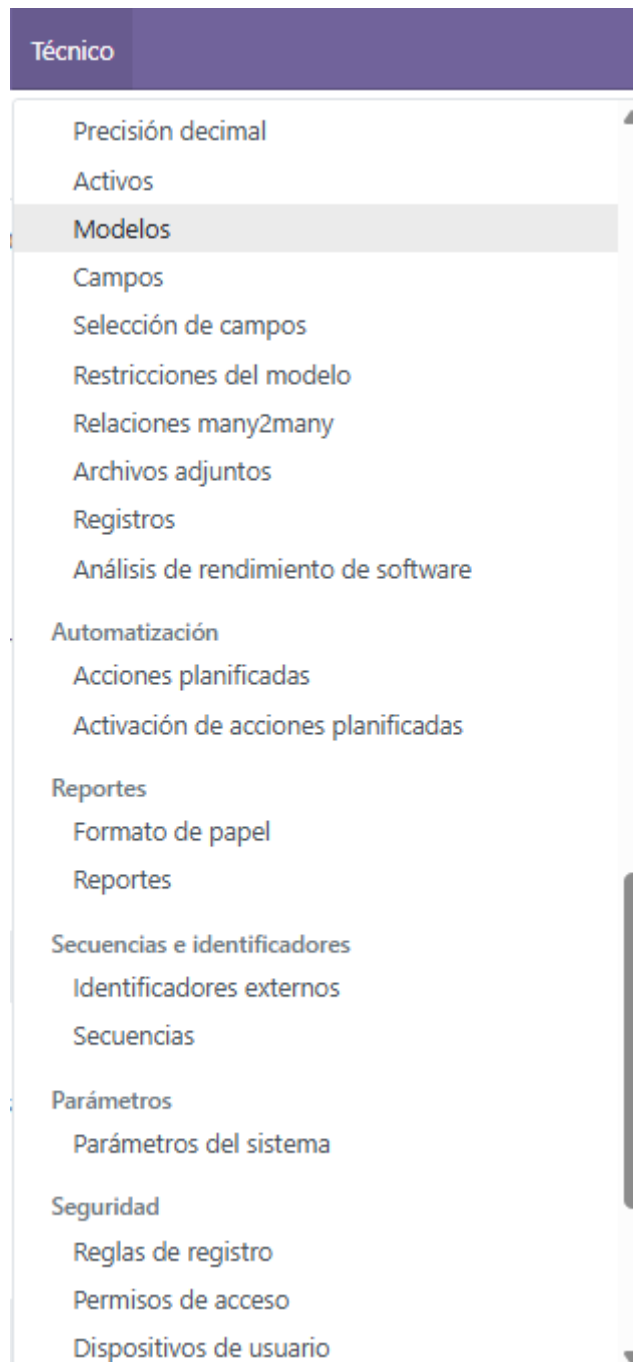 Técnico
Precisión decimal
Activos
Modelos
Campos
Selección de campos
Restricciones del modelo
Relaciones many2many
Archivos adjuntos
Registros
Análisis de rendimiento de software
Automatización
Acciones planificadas
Activación de acciones planificadas
Reportes
Formato de papel
Reportes
Secuencias e identificadores
Identificadores externos
Secuencias
Parámetros
Parámetros del sistema
Seguridad
Reglas de registro
Permisos de acceso
Dispositivos de usuario